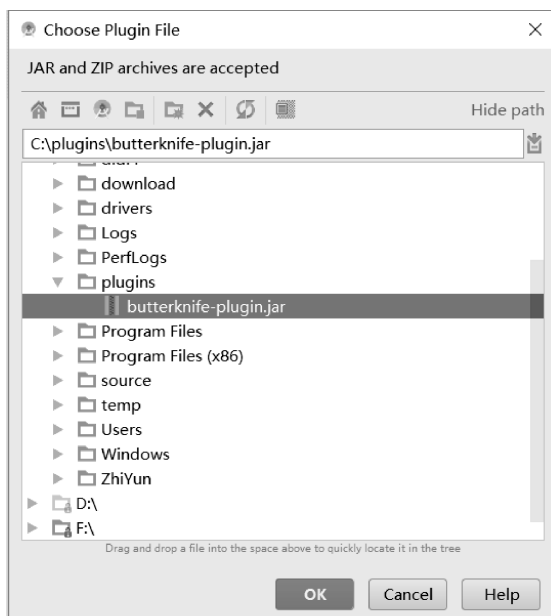 Choose Plugin File
JAR and ZIP archives are accepted
Hide path
C:\plugins\butterknife-plugin.jar
download
drivers
Logs
PerfLogs
plugins
butterknife-plugin.jar
Program Files
Program Files (x86)
source
temp
Users
Windows
ZhiYun
D:\
F:\
Drag and drop a file into the space above to quickly locate it in the tree
OK Cancel Help